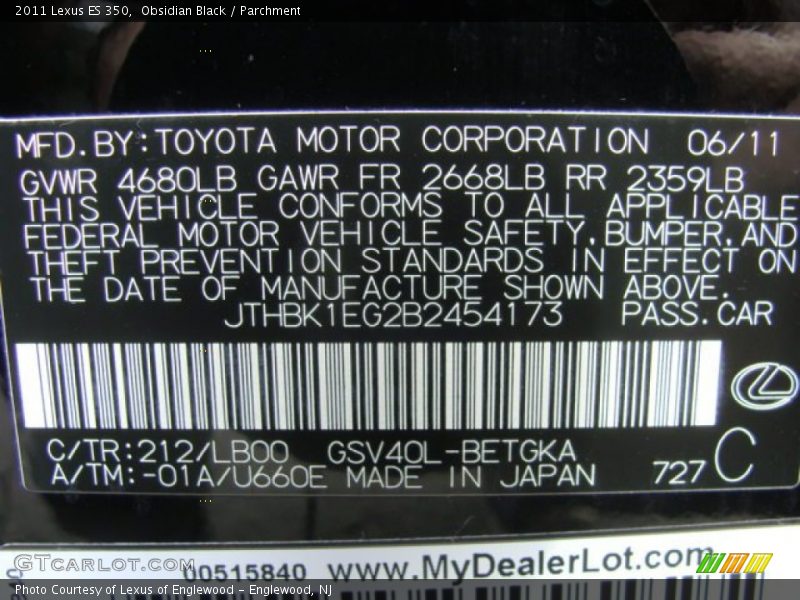 2011 Lexus ES 350,  Obsidian Black / Parchment
MFD.BY:TOYOTA MOTOR CORPORATION 06/11
GVWR 4680LB GAWR FR 2668LB RR 2359LB
THIS VEHICLE CONFORMS TO ALL APPLICABLE
FEDERAL MOTOR VEHICLE SAFETY,BUMPER,AND
THEFT PREVENTION STANDARDS IN EFFECT ON
THE DATE OF MANUFACTURE SHOWN ABOVE.
JTHBK1EG2B2454173 PASS.CAR
C/TR:212/LB00 GSV40L-BETGKA
A/TM:-01A/U660E MADE IN JAPAN 727 C
GTCARLOT.COM 00515840 www.MyDealerLot.com
Photo Courtesy of Lexus of Englewood – Englewood, NJ